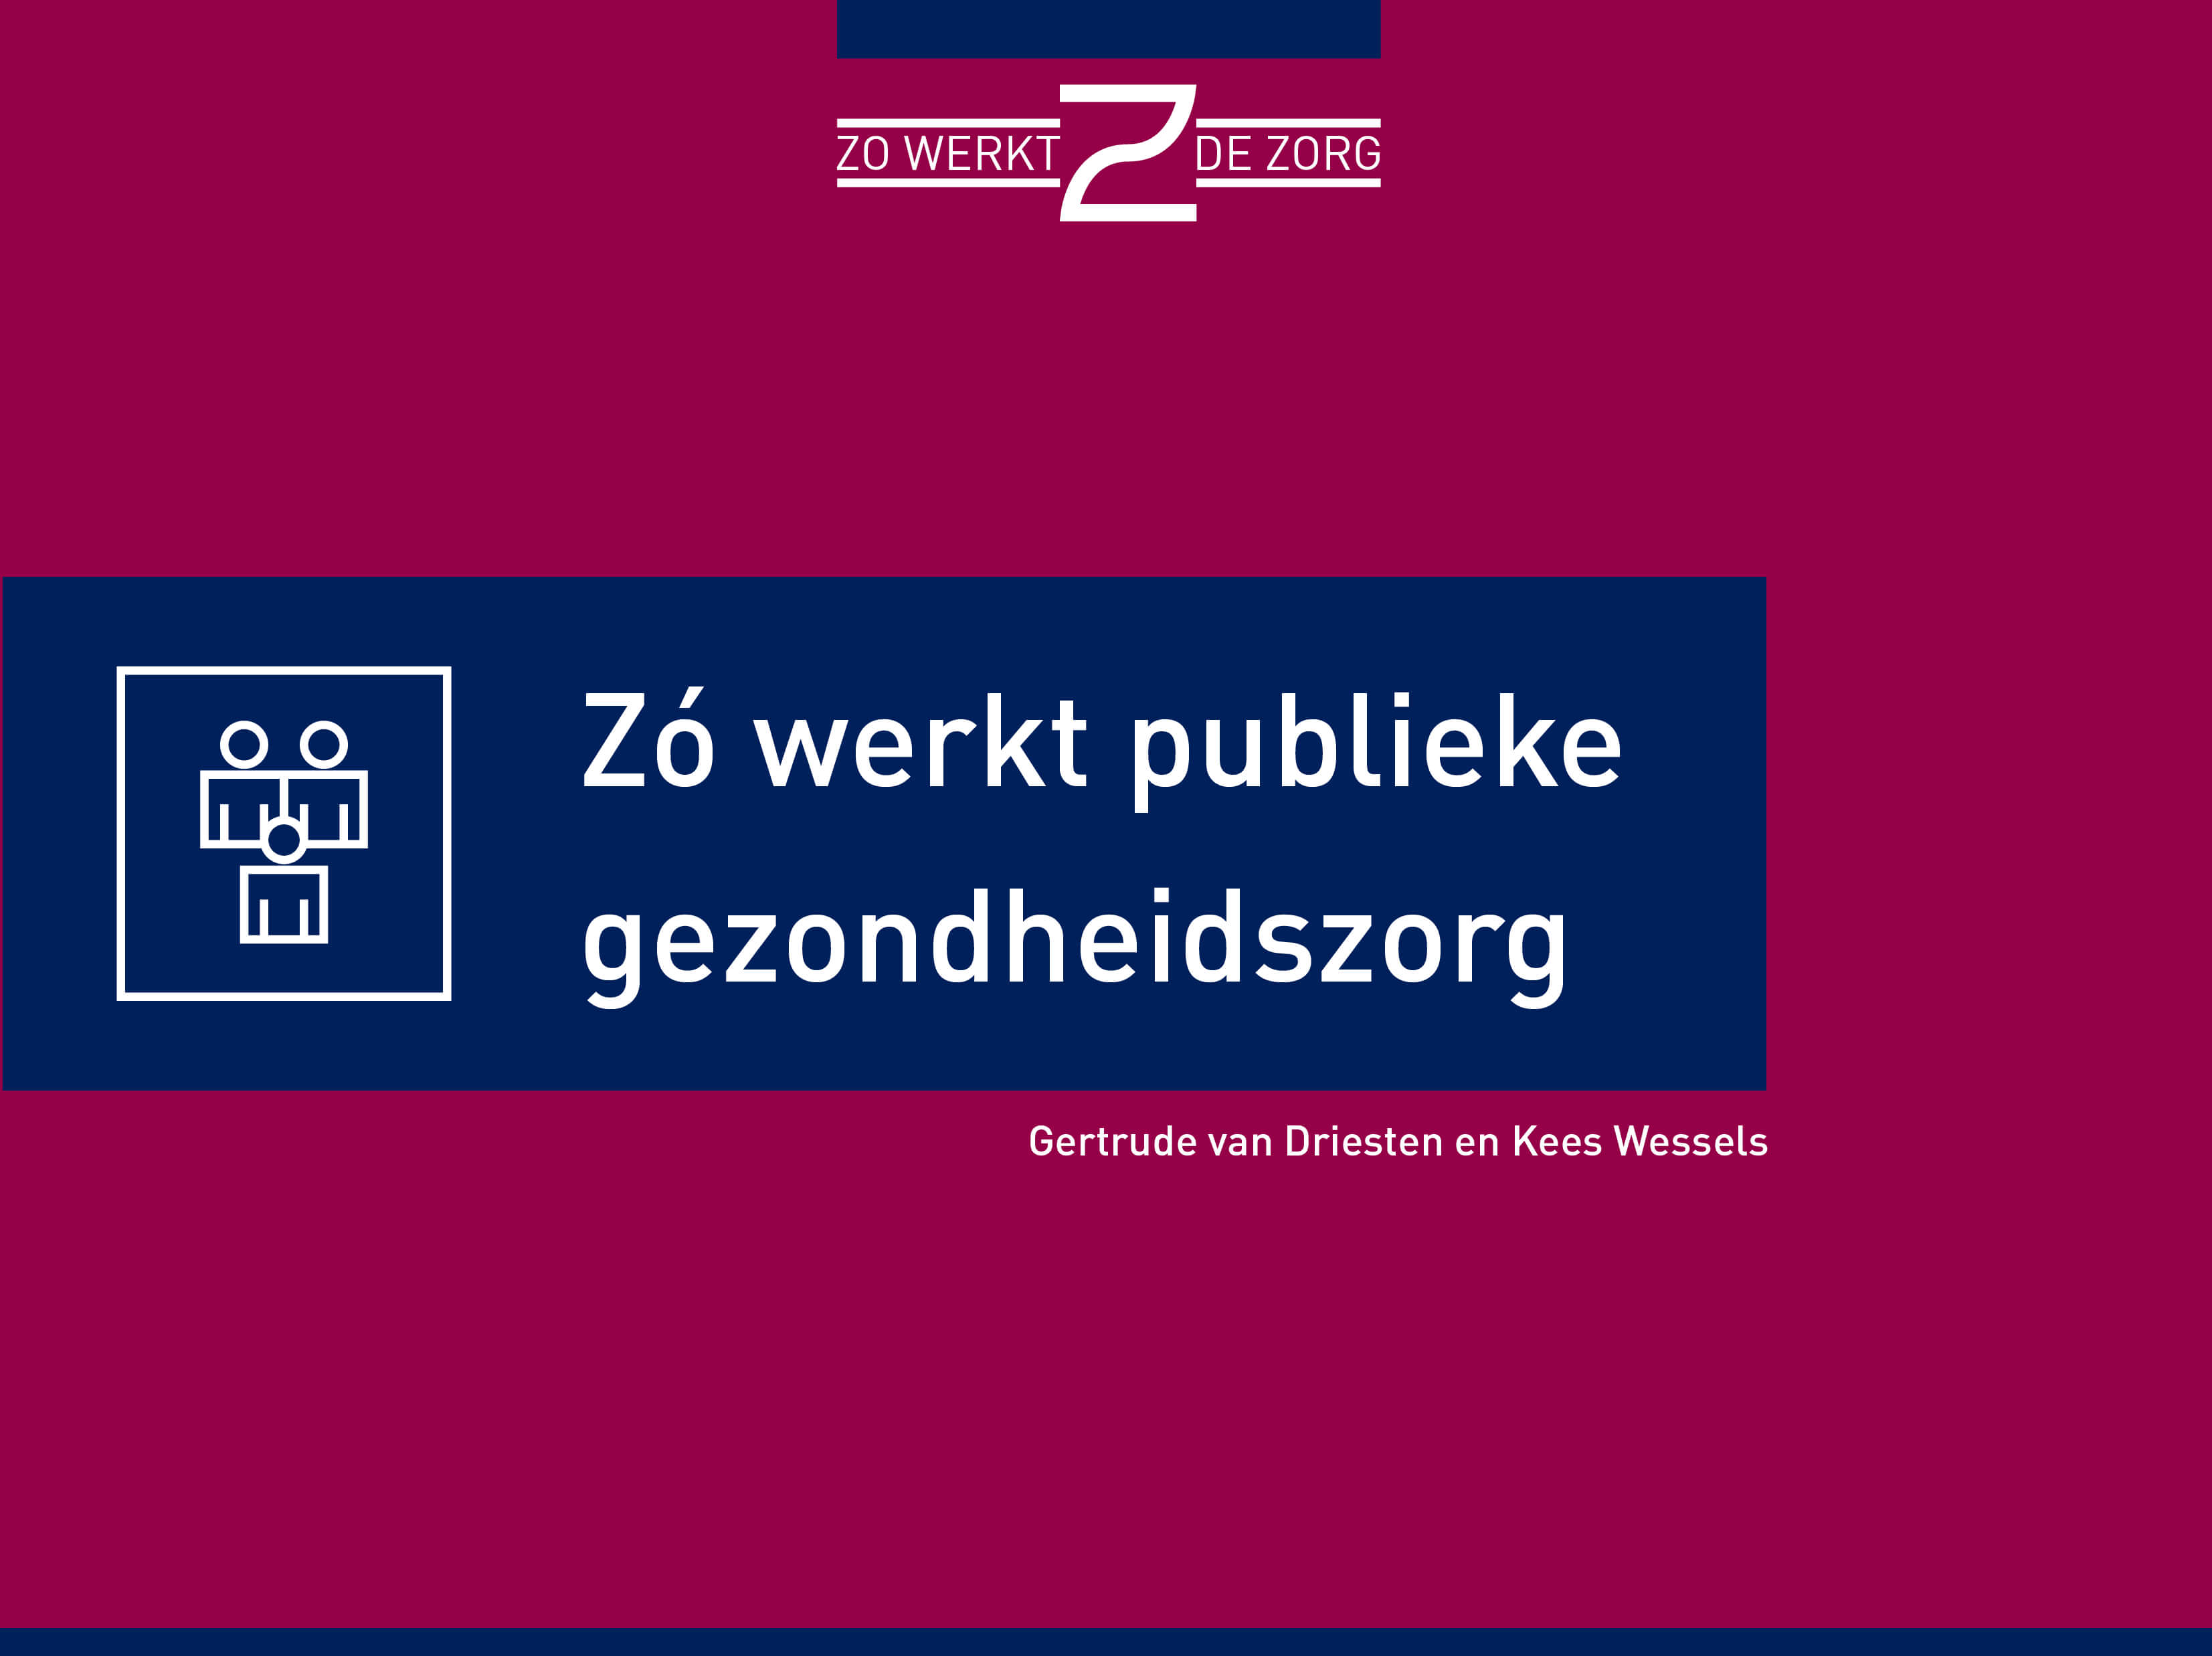 ZO WERKT Z DE ZORG
Zó werkt publieke
gezondheidszorg
Gertrude van Driesten en Kees Wessels